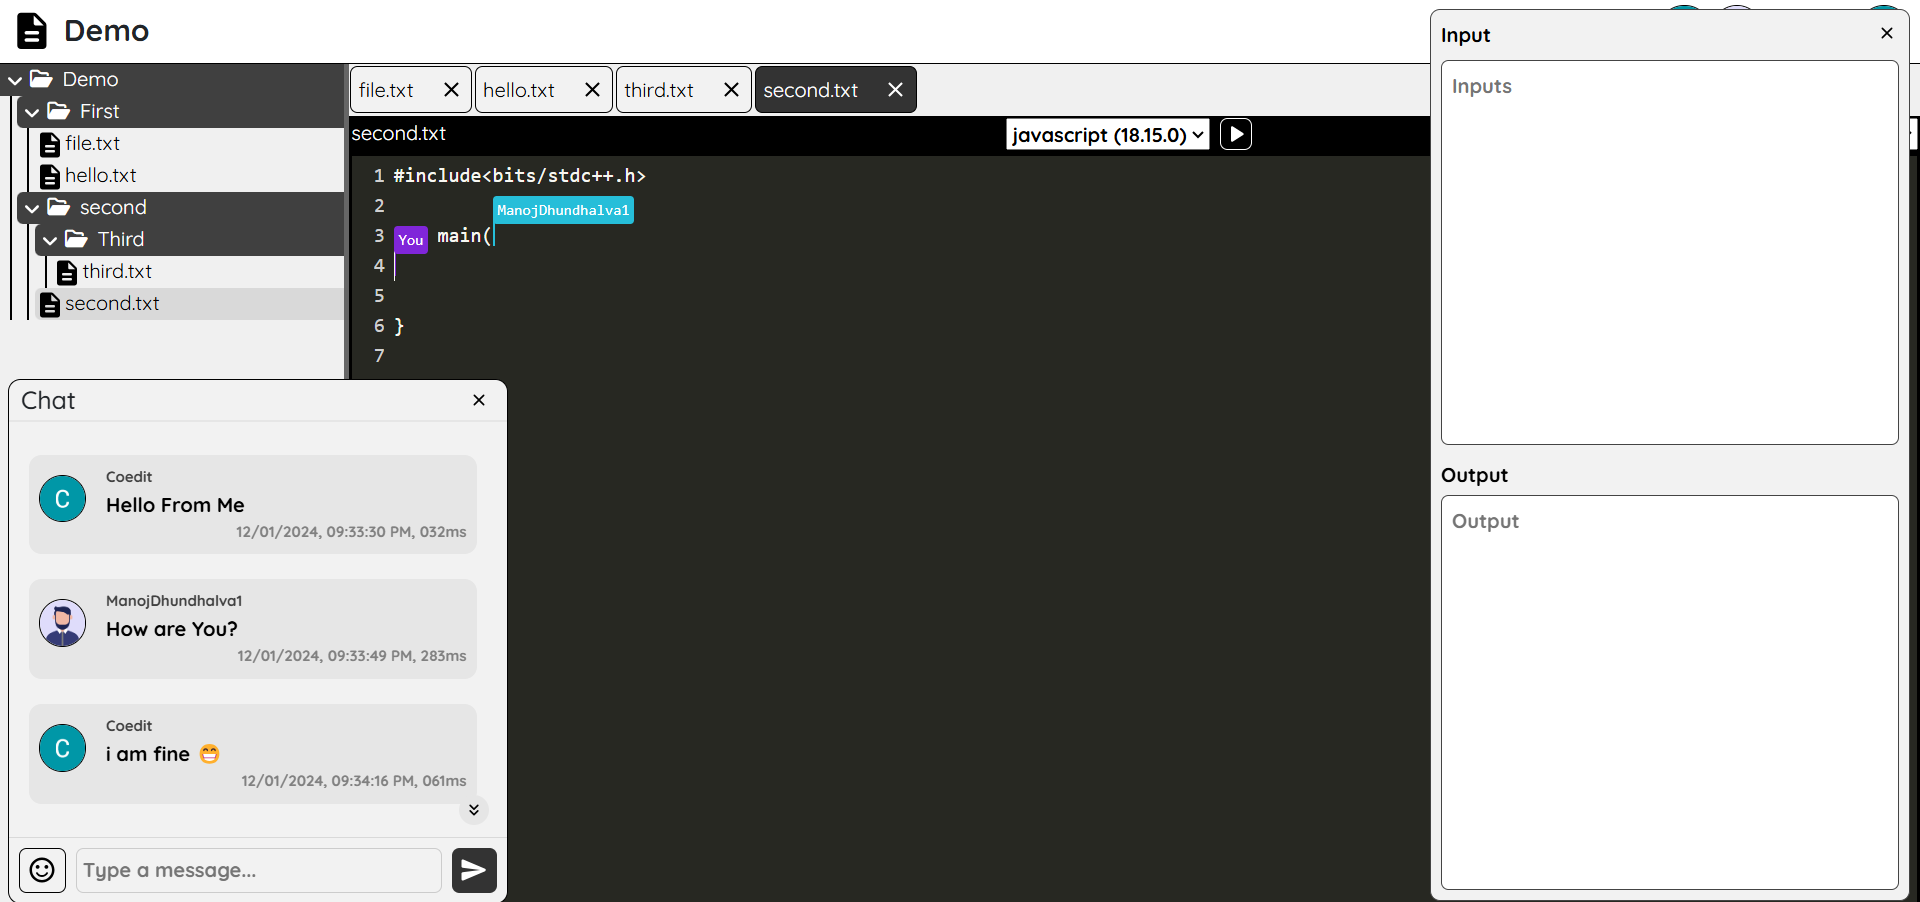 Demo
Demo
First
file.txt
hello.txt
second
Third
third.txt
second.txt
file.txt hello.txt third.txt second.txt
second.txt javascript (18.15.0)
1 #include<bits/stdc++.h>
2
ManojDhundhalva1
3 You main(
4
5
6 }
7
Chat
Coedit
C
Hello From Me
12/01/2024, 09:33:30 PM, 032ms
ManojDhundhalva1
How are You?
12/01/2024, 09:33:49 PM, 283ms
Coedit
C
i am fine 😁
12/01/2024, 09:34:16 PM, 061ms
Type a message...
Input
Inputs
Output
Output